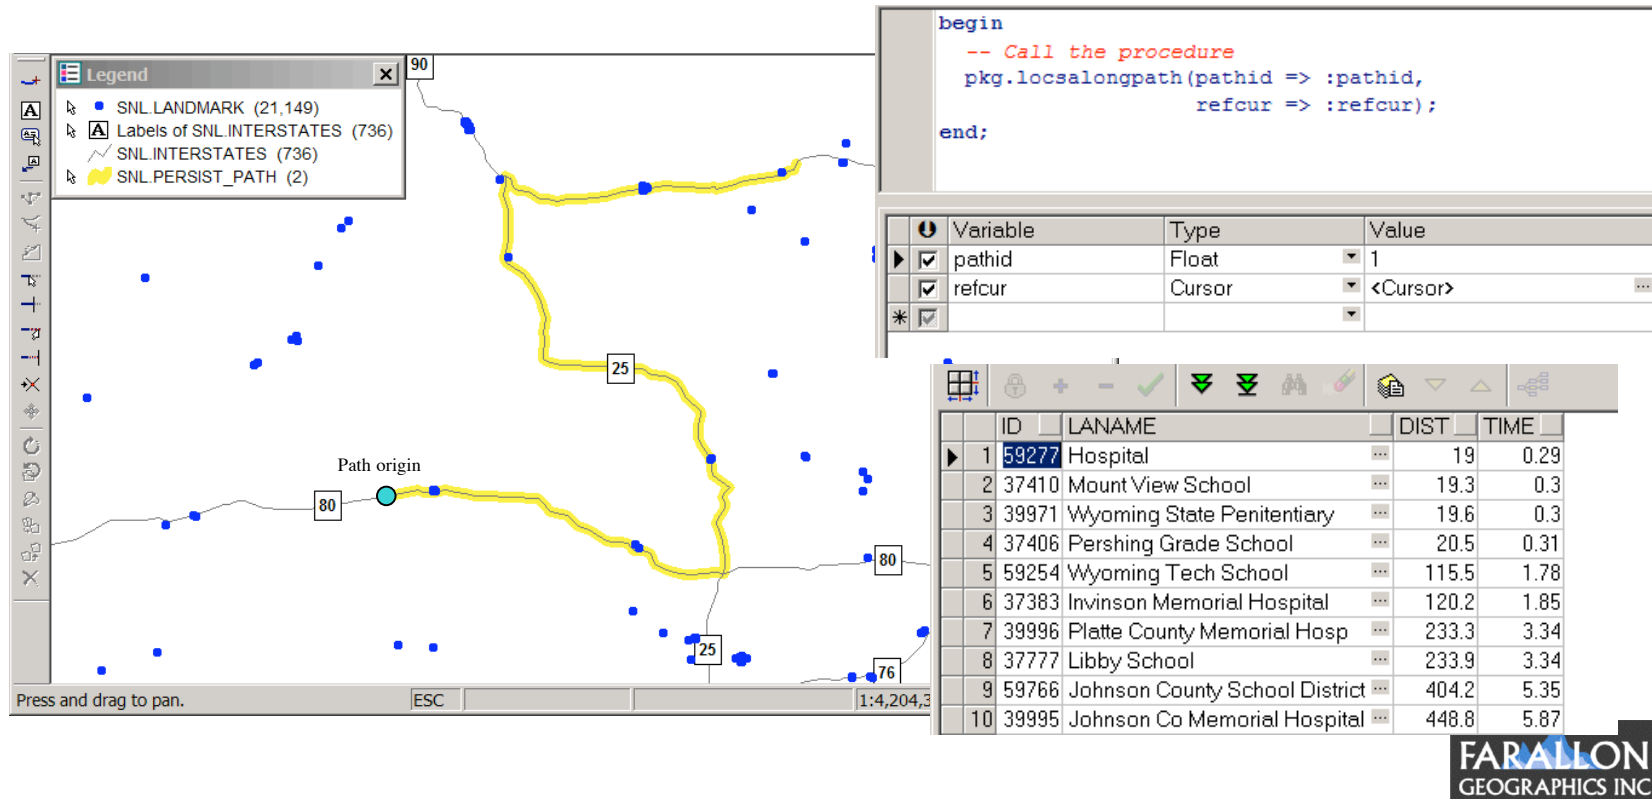 Legend
SNL.LANDMARK (21,149)
A Labels of SNL.INTERSTATES (736)
SNL.INTERSTATES (736)
SNL.PERSIST_PATH (2)
A
90
25
Path origin
80
80
25
76
Press and drag to pan.
ESC
1:4,204,3
begin
-- Call the procedure
pkg.locsalongpath(pathid => :pathid,
refcur => :refcur);
end;
Variable Type Value
pathid Float 1
refcur Cursor <Cursor> ...
*
ID LANAME DIST TIME
1 59277 Hospital ... 19 0.29
2 37410 Mount View School ... 19.3 0.3
3 39971 Wyoming State Penitentiary ... 19.6 0.3
4 37406 Pershing Grade School ... 20.5 0.31
5 59254 Wyoming Tech School ... 115.5 1.78
6 37383 Invinson Memorial Hospital ... 120.2 1.85
7 39996 Platte County Memorial Hosp ... 233.3 3.34
8 37777 Libby School ... 233.9 3.34
9 59766 Johnson County School District ... 404.2 5.35
10 39995 Johnson Co Memorial Hospital ... 448.8 5.87
FARALLON
GEOGRAPHICS INC